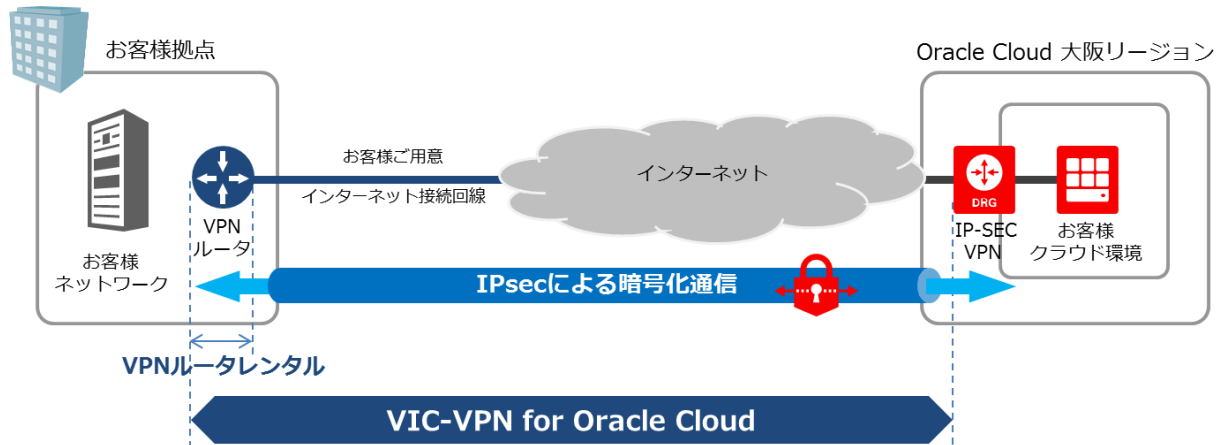 お客様拠点
Oracle Cloud 大阪リージョン
お客様ご用意
インターネット接続回線
インターネット
VPN
ルータ
お客様
ネットワーク
DRG
IP-SEC
VPN
お客様
クラウド環境
IPsecによる暗号化通信
VPNルータレンタル
VIC-VPN for Oracle Cloud